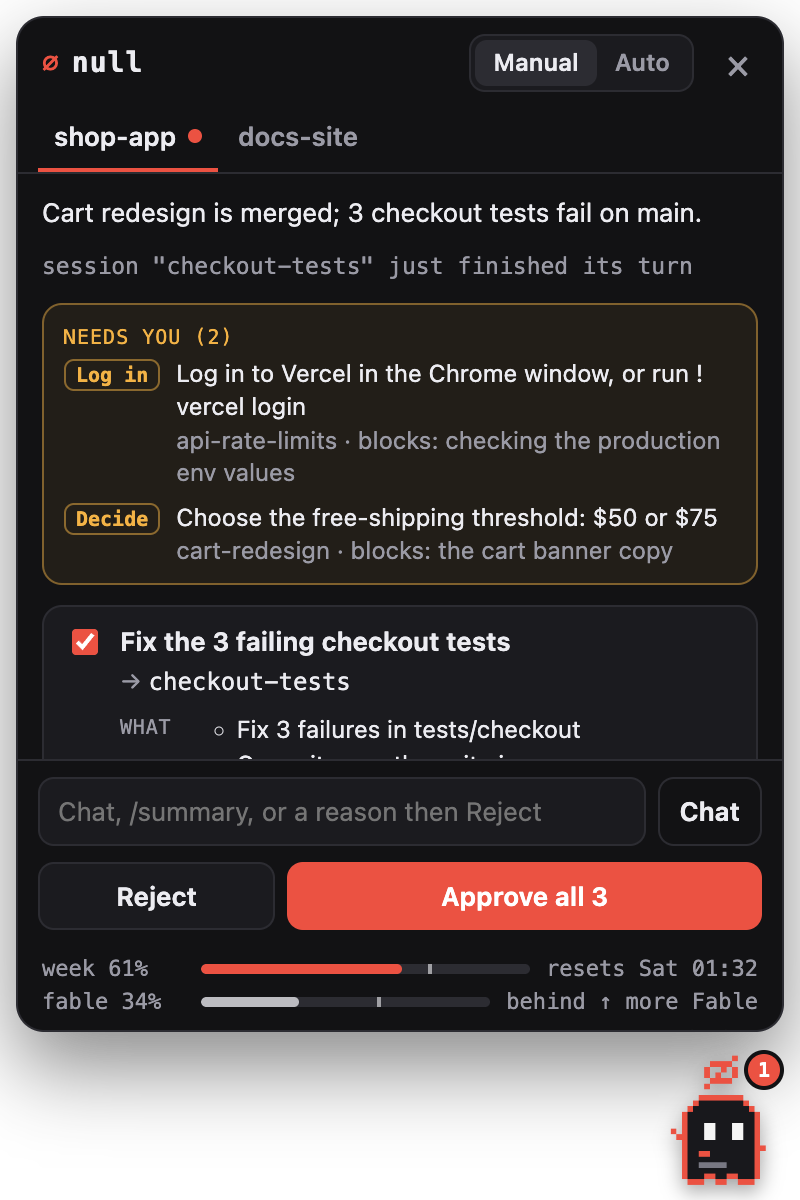 ø null
Manual Auto ×
shop-app docs-site
Cart redesign is merged; 3 checkout tests fail on main.
session "checkout-tests" just finished its turn
NEEDS YOU (2)
Log in Log in to Vercel in the Chrome window, or run !
vercel login
api-rate-limits · blocks: checking the production
env values
Decide Choose the free-shipping threshold: $50 or $75
cart-redesign · blocks: the cart banner copy
Fix the 3 failing checkout tests
→ checkout-tests
WHAT ○ Fix 3 failures in tests/checkout
Chat, /summary, or a reason then Reject Chat
Reject Approve all 3
week 61% resets Sat 01:32
fable 34% behind ↑ more Fable
1